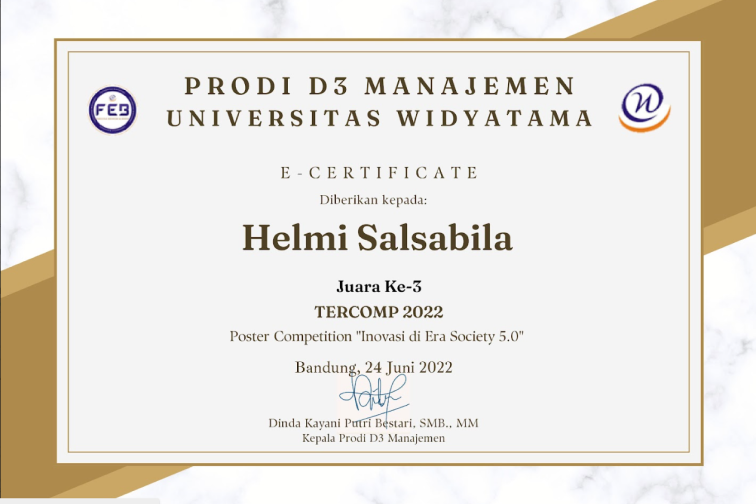 PRODI D3 MANAJEMEN
UNIVERSITAS WIDYATAMA
FEB
W
E-CERTIFICATE
Diberikan kepada:
Helmi Salsabila
Juara Ke-3
TERCOMP 2022
Poster Competition "Inovasi di Era Society 5.0"
Bandung, 24 Juni 2022
Dinda Kayani Putri Bestari, SMB., MM
Kepala Prodi D3 Manajemen